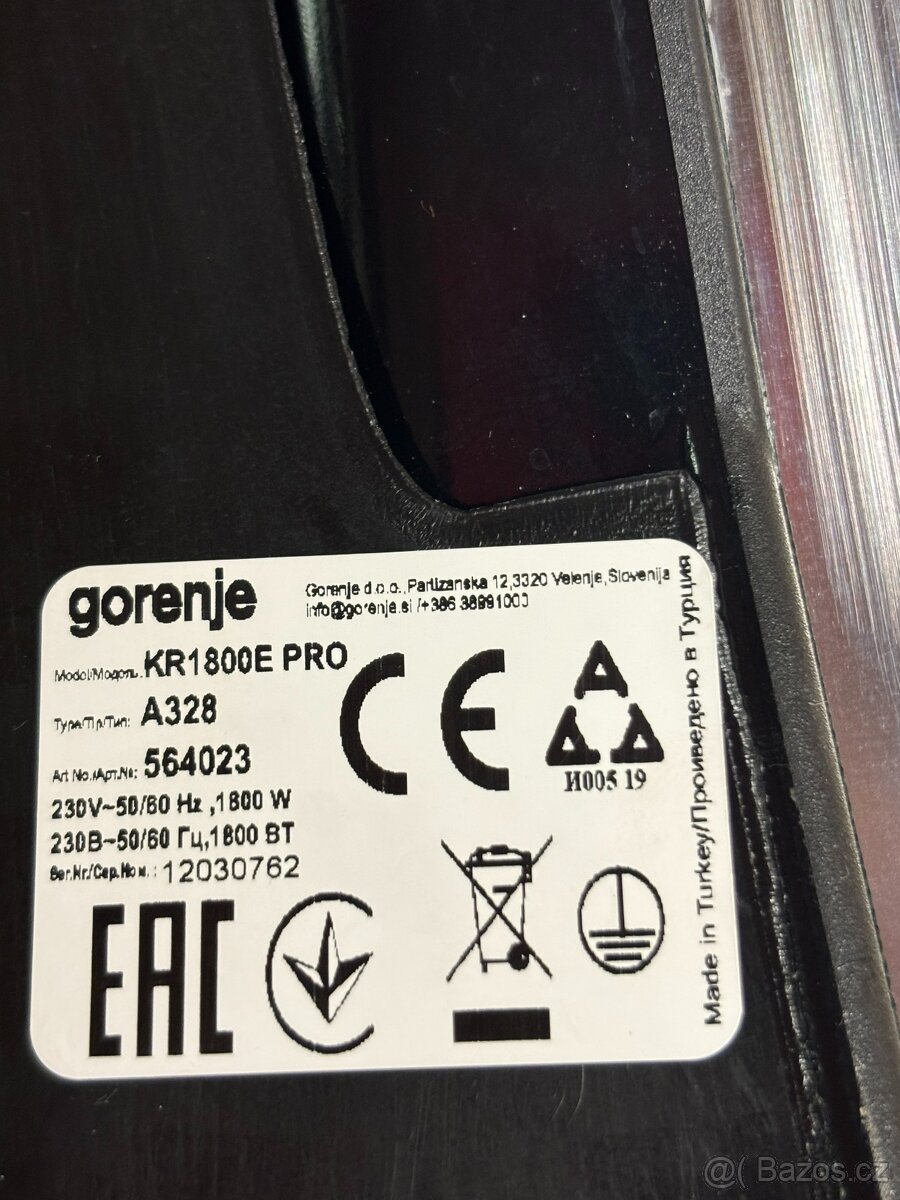 gorenje
Gorenje d.o.o., Partizanska 12, 3320 Velenje, Slovenija
info@gorenje.si /+386 38991000
Model/Модель: KR1800E PRO
Type/Tip/Тип: A328
Art No./Арт.№: 564023
230V~50/60 Hz ,1800 W
230В~50/60 Гц,1800 ВТ
Ser.Nr./Сер.Ном.: 12030762
CE
И005 19
EAC
Made in Turkey/Проиведено в Турция
@( Bazos.cz